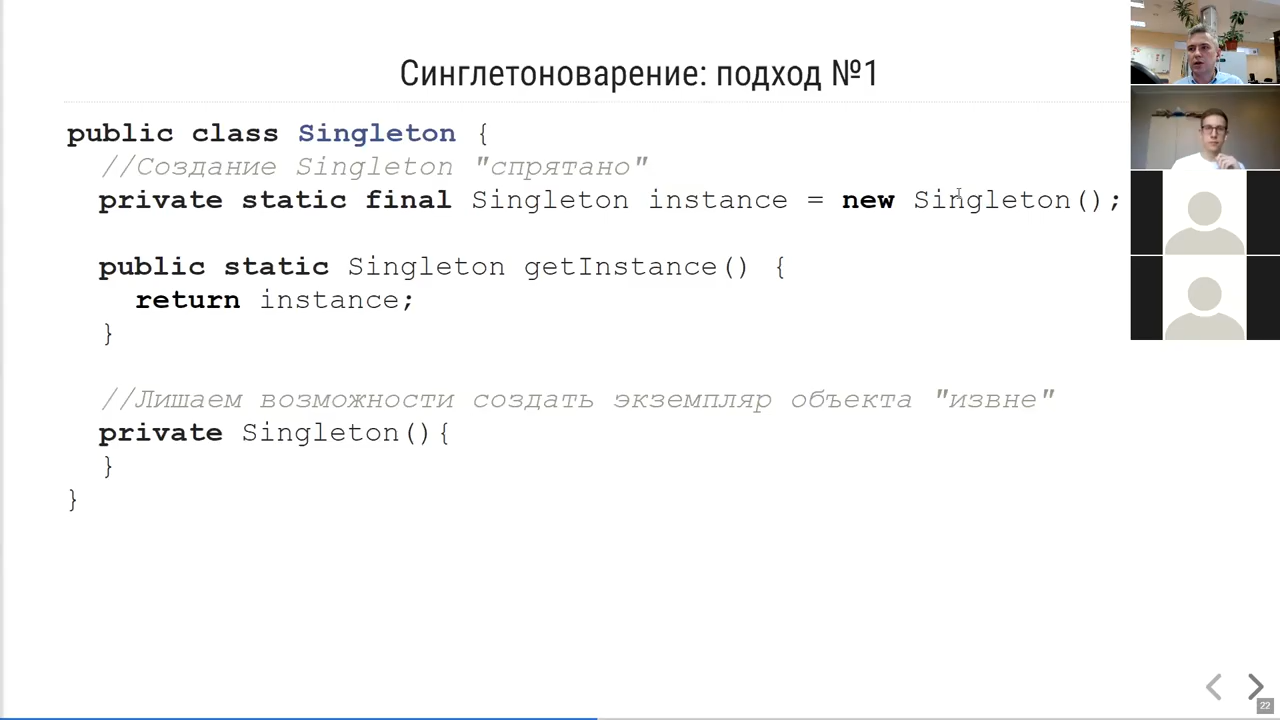 Синглетоноварение: подход №1
public class Singleton {
//Создание Singleton "спрятано"
private static final Singleton instance = new Singleton();
public static Singleton getInstance() {
return instance;
}
//Лишаем возможности создать экземпляр объекта "извне"
private Singleton(){
}
}
22